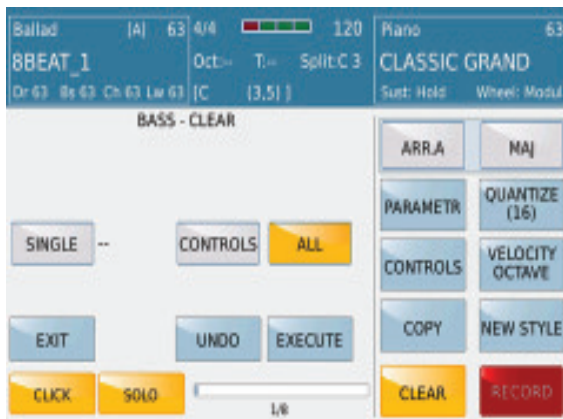 Ballad [A] 63 4/4 120 Piano 63
8BEAT_1 Oct:-- T:-- Split:C 3 CLASSIC GRAND
Dr 63 Bs 63 Ch 63 Lw 63 [C (3,5) ] Sust: Hold Wheel: Modul
BASS - CLEAR
ARR.A MAJ
PARAMETR QUANTIZE
(16)
SINGLE -- CONTROLS ALL
CONTROLS VELOCITY
OCTAVE
EXIT UNDO EXECUTE
COPY NEW STYLE
CLICK SOLO 1/8
CLEAR RECORD